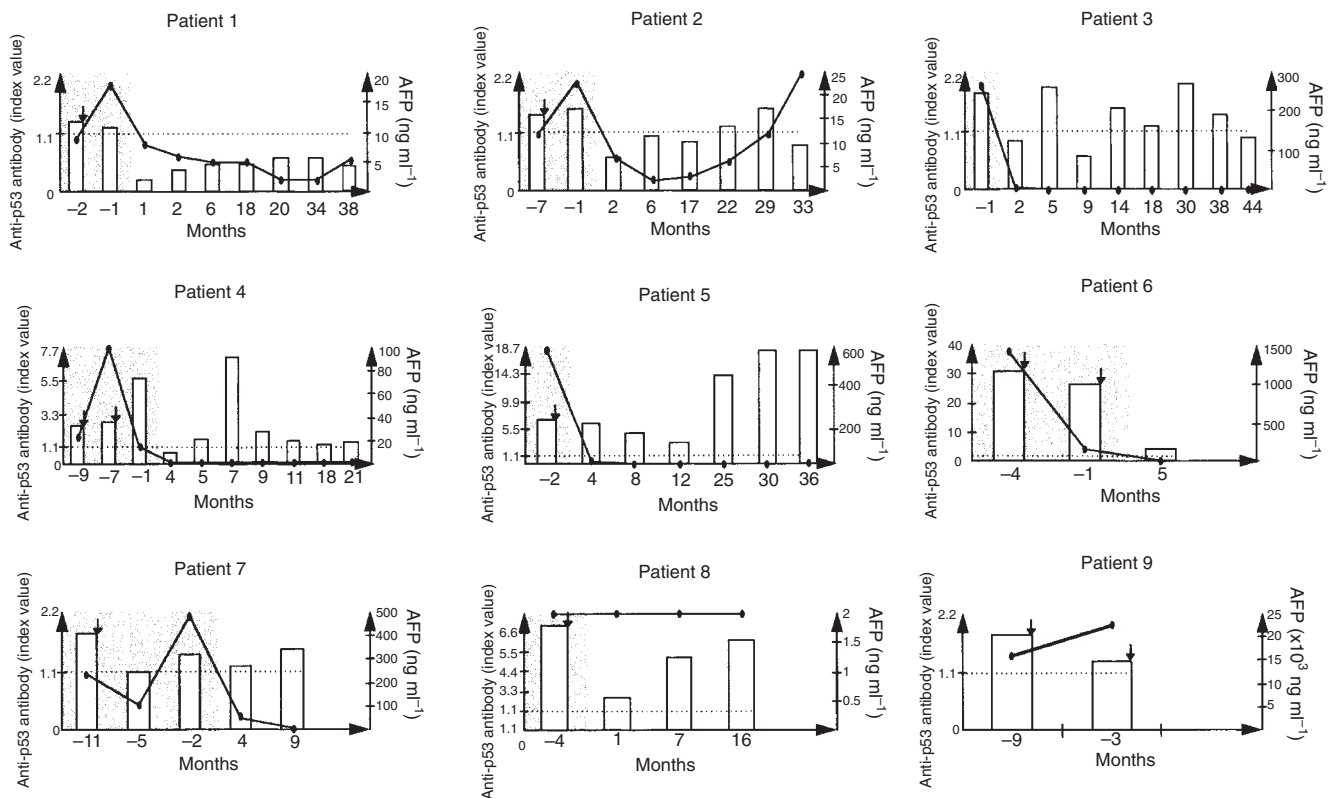 Patient 1
Anti-p53 antibody (index value)
2.2
1.1
0
20
15
10
5
AFP (ng ml⁻¹)
−2 −1 1 2 6 18 20 34 38
Months
Patient 2
Anti-p53 antibody (index value)
2.2
1.1
0
25
20
15
10
5
AFP (ng ml⁻¹)
−7 −1 2 6 17 22 29 33
Months
Patient 3
Anti-p53 antibody (index value)
2.2
1.1
0
300
200
100
AFP (ng ml⁻¹)
−1 2 5 9 14 18 30 38 44
Months
Patient 4
Anti-p53 antibody (index value)
7.7
5.5
3.3
1.1
0
100
80
60
40
20
AFP (ng ml⁻¹)
−9 −7 −1 4 5 7 9 11 18 21
Months
Patient 5
Anti-p53 antibody (index value)
18.7
14.3
9.9
5.5
1.1
600
400
200
AFP (ng ml⁻¹)
−2 4 8 12 25 30 36
Months
Patient 6
Anti-p53 antibody (index value)
40
30
20
10
0
1500
1000
500
AFP (ng ml⁻¹)
−4 −1 5
Months
Patient 7
Anti-p53 antibody (index value)
2.2
1.1
0
500
400
300
200
100
AFP (ng ml⁻¹)
−11 −5 −2 4 9
Months
Patient 8
Anti-p53 antibody (index value)
6.6
5.5
4.4
3.3
1.1
1.1
0
2
1.5
1
0.5
AFP (ng ml⁻¹)
−4 1 7 16
Months
Patient 9
Anti-p53 antibody (index value)
2.2
1.1
0
25
20
15
10
5
AFP (x10³ ng ml⁻¹)
−9 −3
Months